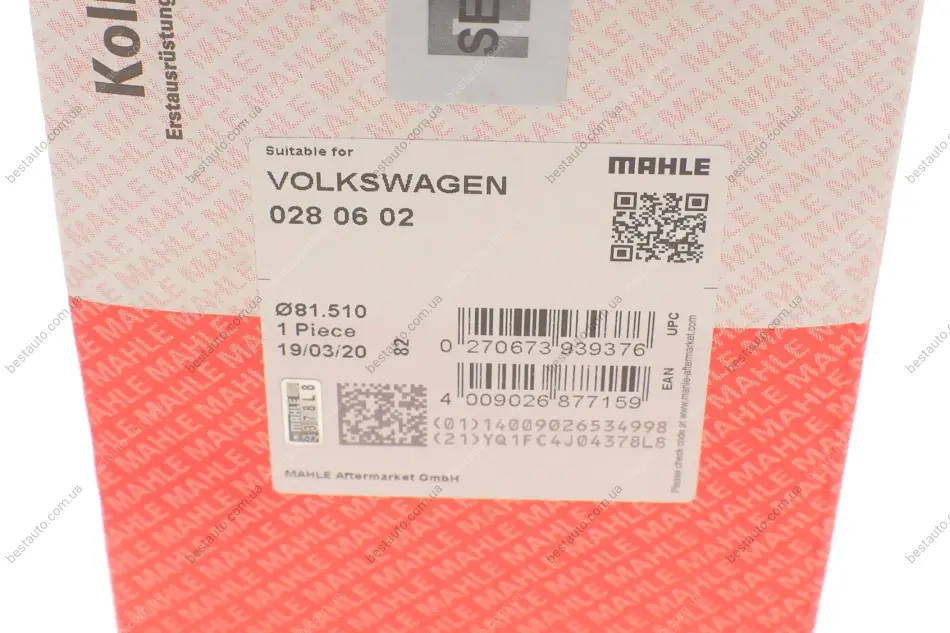 Kol
Erstausrüstung
SE
Suitable for
MAHLE
VOLKSWAGEN
028 06 02
Ø81.510
1 Piece
19/03/20
82
0 270673 939376
UPC
4 009026 877159
EAN
(01)14009026534998
(21)YQ1FC4J04378L8
MAHLE
4378L8
MAHLE Aftermarket GmbH
Please check code at www.mahle-aftermarket.com
bestauto.com.ua